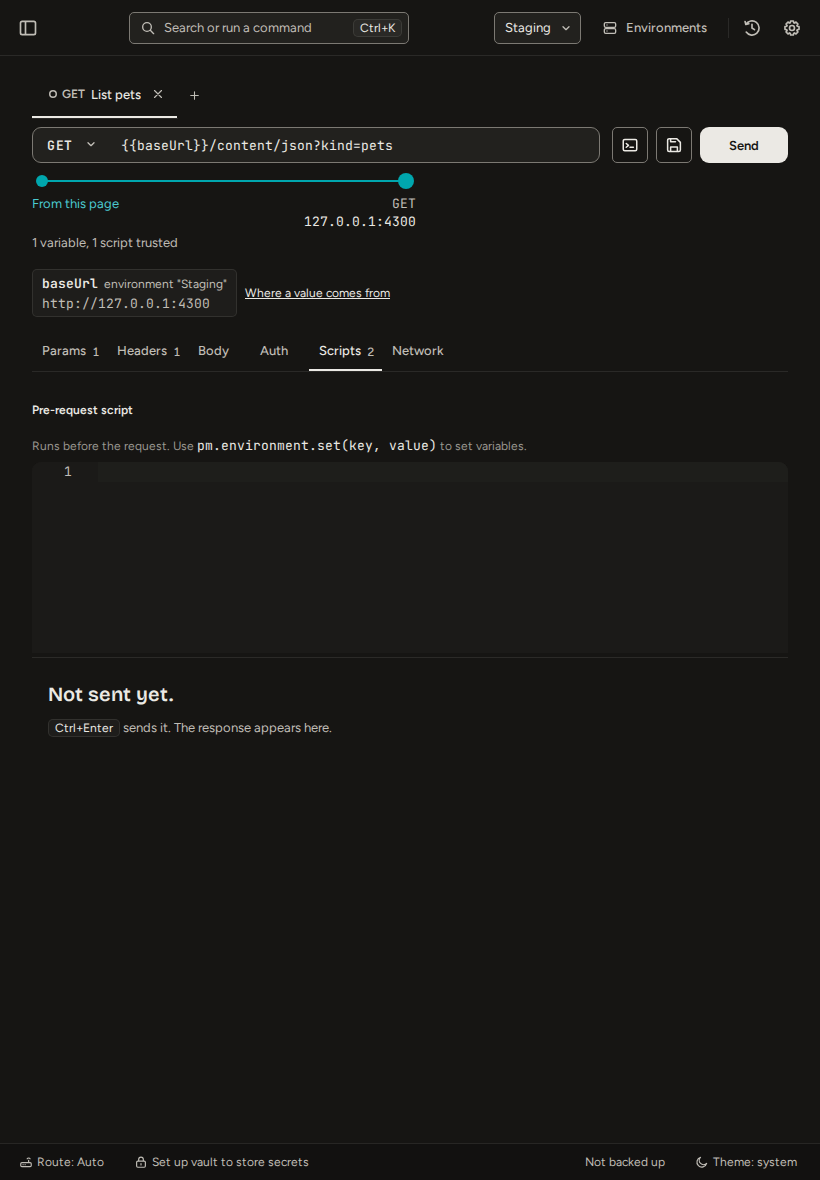 Search or run a command Ctrl+K Staging Environments
GET List pets
GET {{baseUrl}}/content/json?kind=pets Send
From this page GET
127.0.0.1:4300
1 variable, 1 script trusted
baseUrl environment "Staging"
http://127.0.0.1:4300
Where a value comes from
Params 1 Headers 1 Body Auth Scripts 2 Network
Pre-request script
Runs before the request. Use pm.environment.set(key, value) to set variables.
1
Not sent yet.
Ctrl+Enter sends it. The response appears here.
Route: Auto Set up vault to store secrets Not backed up Theme: system